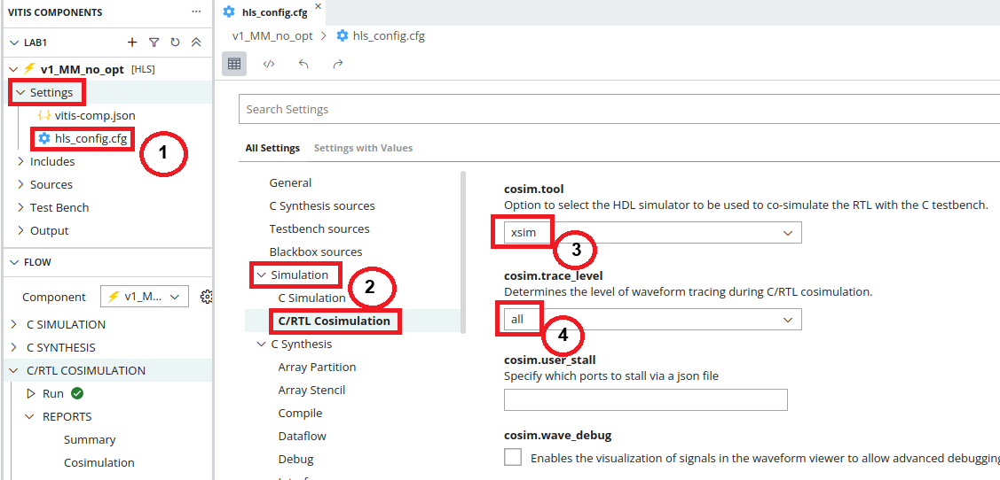 VITIS COMPONENTS
...
LAB1
v1_MM_no_opt [HLS]
Settings
vitis-comp.json
hls_config.cfg
1
Includes
Sources
Test Bench
Output
FLOW
Component v1_M...
C SIMULATION
C SYNTHESIS
C/RTL COSIMULATION
Run
REPORTS
Summary
Cosimulation
hls_config.cfg
v1_MM_no_opt > hls_config.cfg
Search Settings
All Settings Settings with Values
General
C Synthesis sources
Testbench sources
Blackbox sources
Simulation
2
C Simulation
C/RTL Cosimulation
C Synthesis
Array Partition
Array Stencil
Compile
Dataflow
Debug
cosim.tool
Option to select the HDL simulator to be used to co-simulate the RTL with the C testbench.
xsim
3
cosim.trace_level
Determines the level of waveform tracing during C/RTL cosimulation.
all
4
cosim.user_stall
Specify which ports to stall via a json file
cosim.wave_debug
Enables the visualization of signals in the waveform viewer to allow advanced debugging